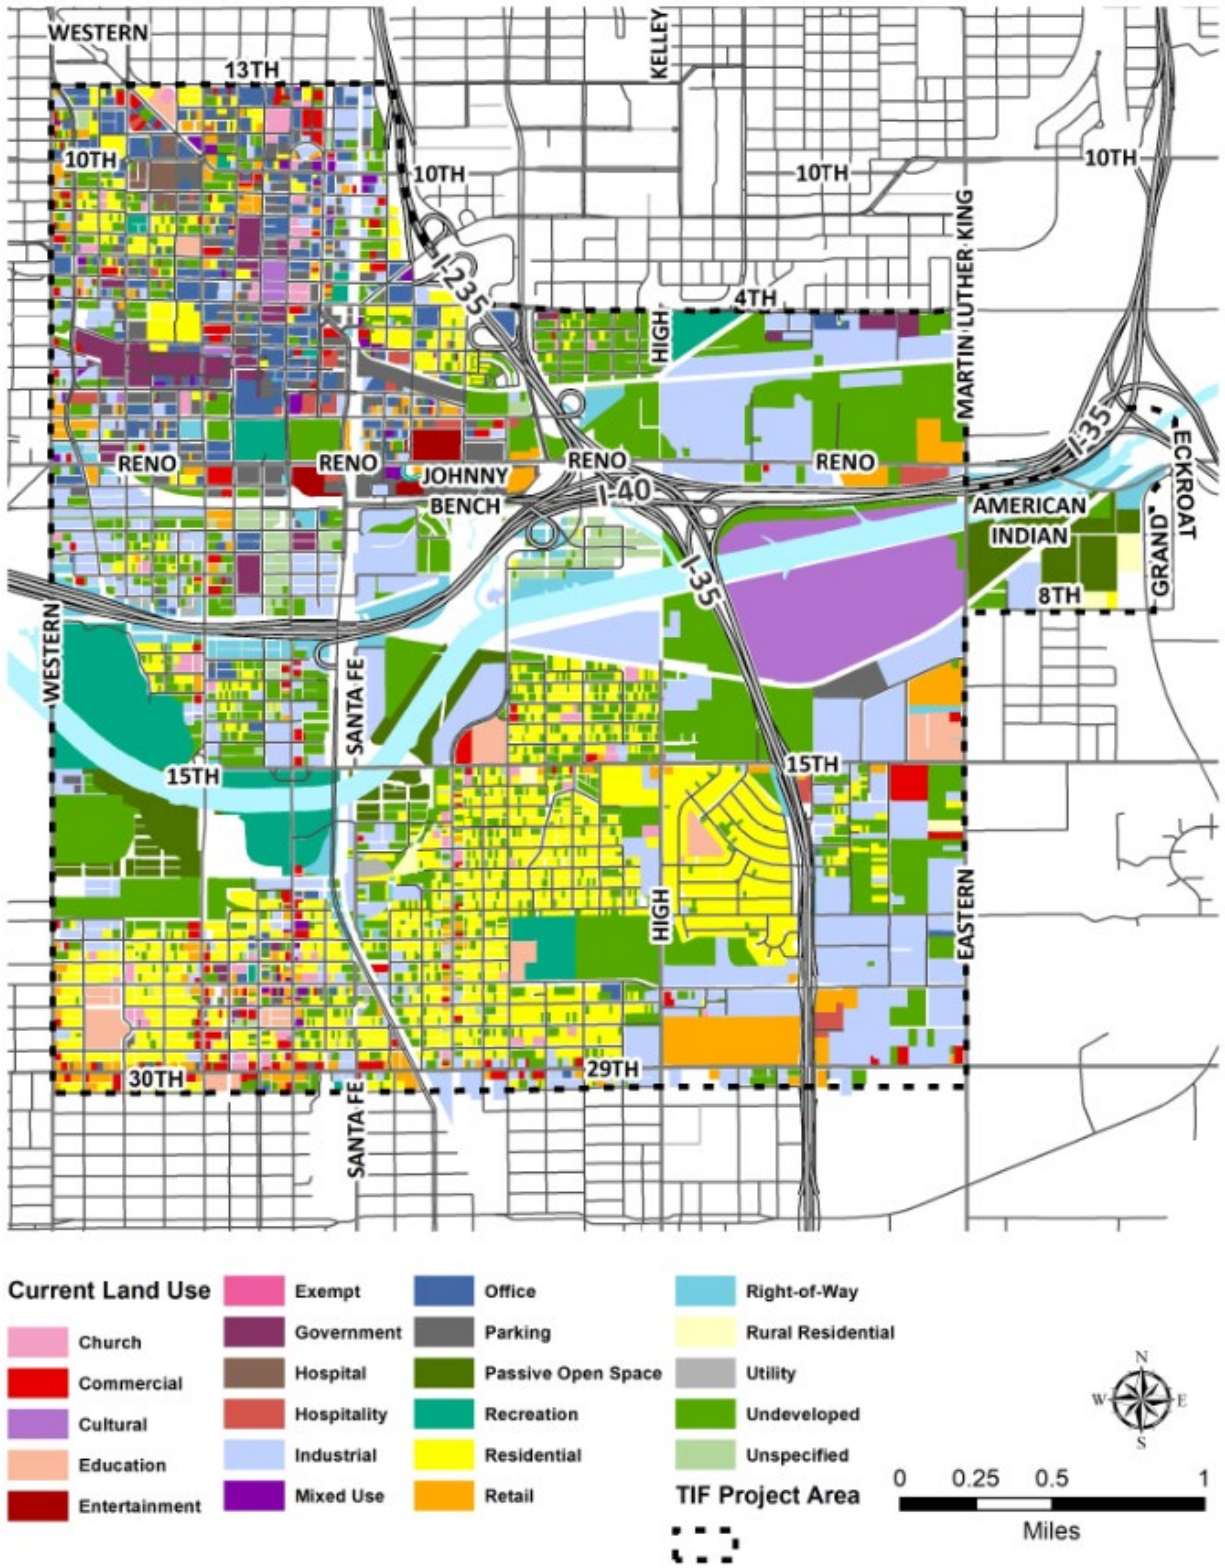 WESTERN
KELLEY
13TH
10TH
10TH
10TH
10TH
MARTIN LUTHER KING
I-235
4TH
HIGH
I-35
ECKROAT
RENO
RENO
JOHNNY
BENCH
RENO
I-40
RENO
AMERICAN
INDIAN
GRAND
I-35
8TH
WESTERN
SANTA FE
15TH
15TH
HIGH
EASTERN
30TH
29TH
SANTA FE
Current Land Use
Church
Commercial
Cultural
Education
Entertainment
Exempt
Government
Hospital
Hospitality
Industrial
Mixed Use
Office
Parking
Passive Open Space
Recreation
Residential
Retail
Right-of-Way
Rural Residential
Utility
Undeveloped
Unspecified
TIF Project Area
N
W E
S
0 0.25 0.5 1
Miles